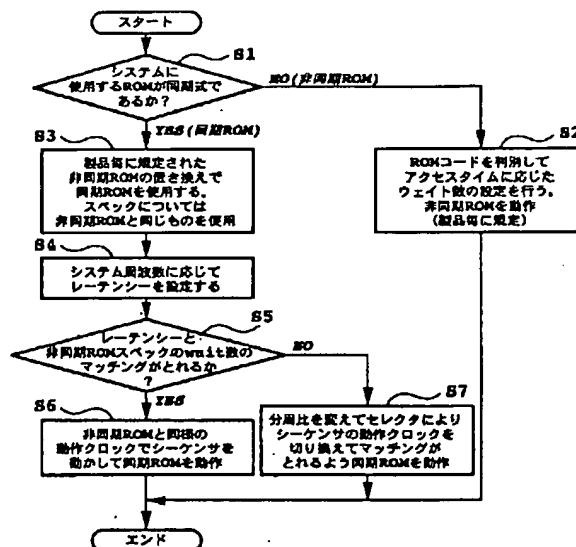 スタート
S1
システムに
使用するROMが同期式で
あるか？
NO(非同期ROM)
YES(同期ROM)
S2
ROMコードを判別して
アクセスタイムに応じた
ウェイト数の設定を行う。
非同期ROMを動作
(製品毎に規定)
S3
製品毎に規定された
非同期ROMの置き換えで
同期ROMを使用する。
スペックについては
非同期ROMと同じものを使用
S4
システム周波数に応じて
レーテンシーを設定する
S5
レーテンシーと
非同期ROMスペックのwait数の
マッチングがとれるか
？
NO
YES
S6
非同期ROMと同様の
動作クロックでシーケンサを
動かして同期ROMを動作
S7
分周比を変えてセレクタにより
シーケンサの動作クロックを
切り換えてマッチングが
とれるよう同期ROMを動作
エンド